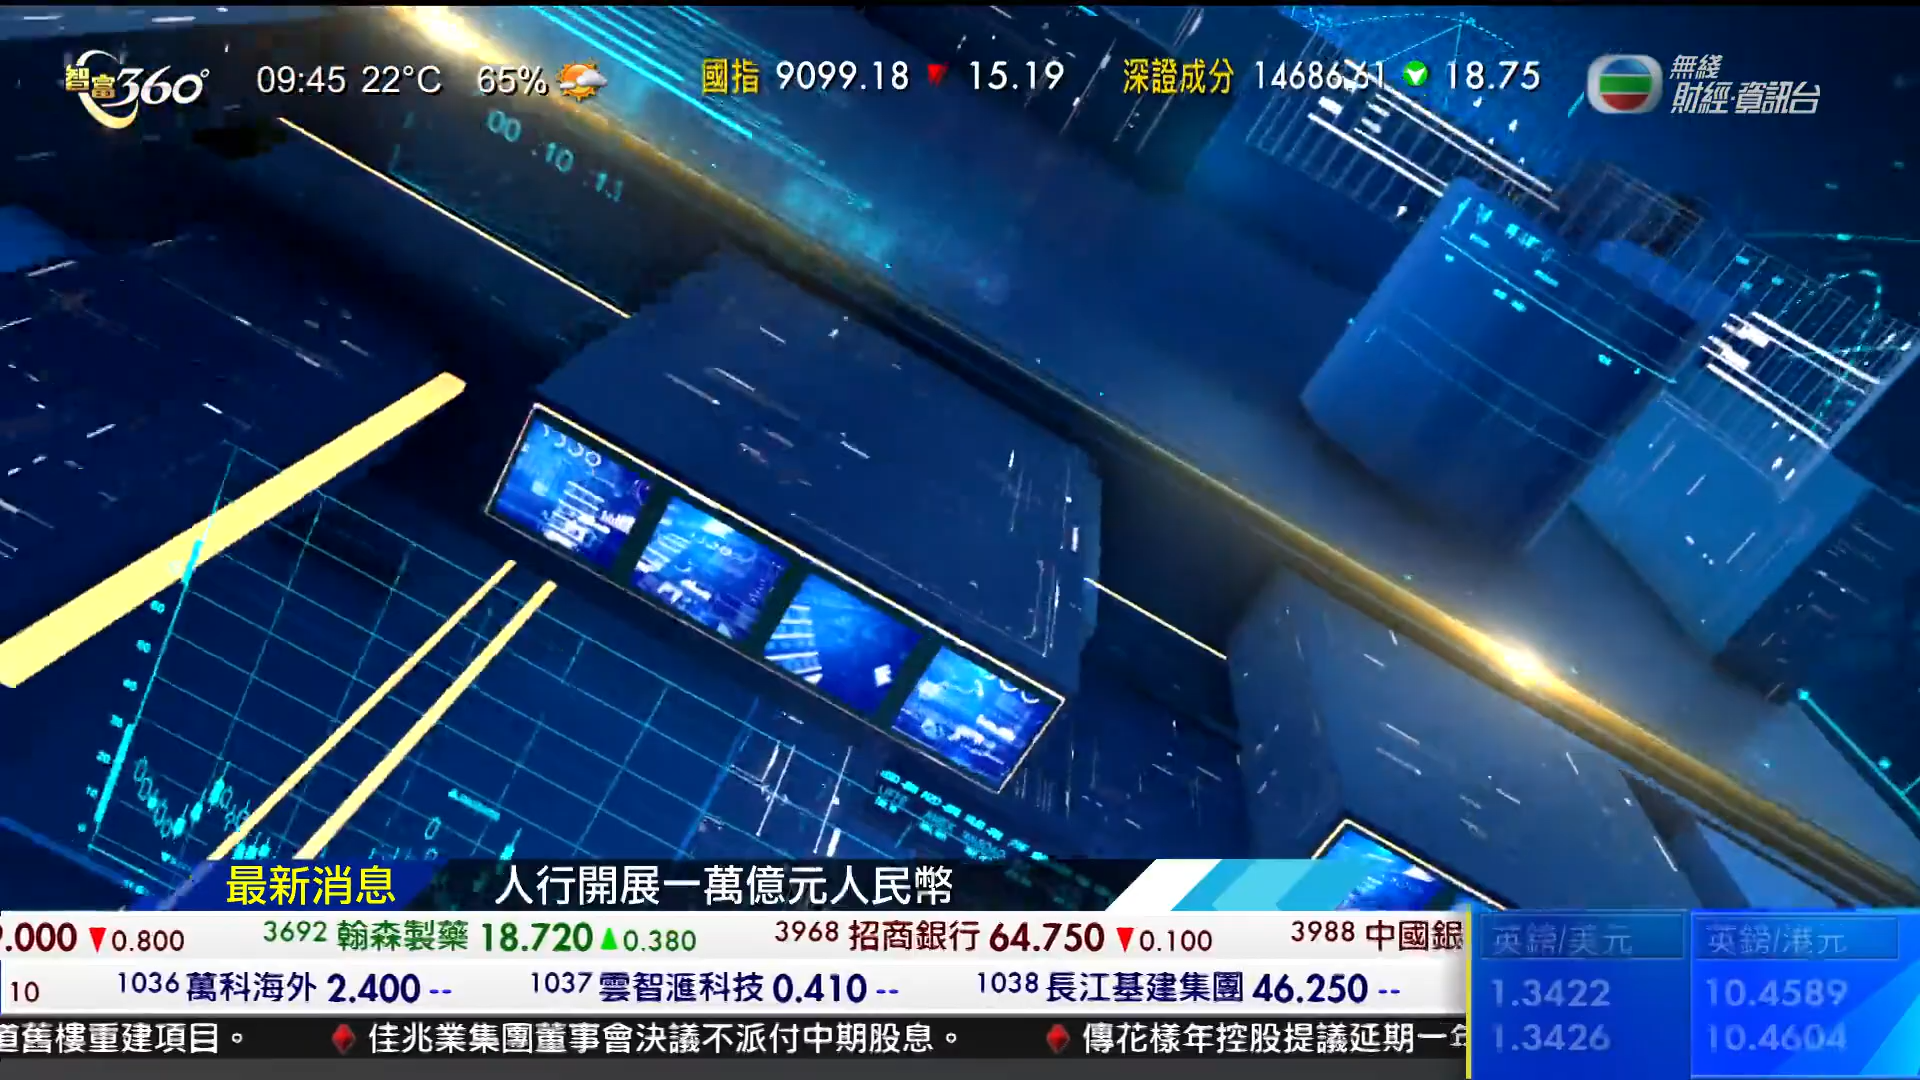 智富360°
09:45 22°C 65%
國指 9099.18 ▼ 15.19 深證成分 14686.61 ▼ 18.75
無綫
財經·資訊台
00 10 11
最新消息 人行開展一萬億元人民幣
.000 ▼0.800 3692 翰森製藥 18.720 ▲0.380 3968 招商銀行 64.750 ▼0.100 3988 中國銀
10 1036 萬科海外 2.400 -- 1037 雲智滙科技 0.410 -- 1038 長江基建集團 46.250 --
道舊樓重建項目。 ◆ 佳兆業集團董事會決議不派付中期股息。 ◆ 傳花樣年控股提議延期一年
英鎊/美元
1.3422
1.3426
英鎊/港元
10.4589
10.4604